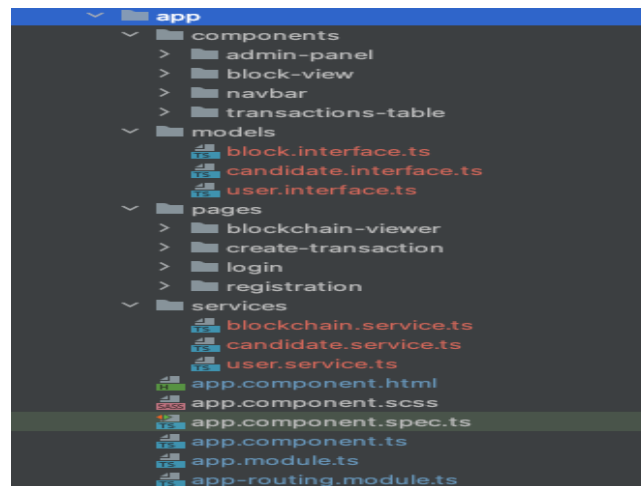 app
components
admin-panel
block-view
navbar
transactions-table
models
block.interface.ts
candidate.interface.ts
user.interface.ts
pages
blockchain-viewer
create-transaction
login
registration
services
blockchain.service.ts
candidate.service.ts
user.service.ts
app.component.html
app.component.scss
app.component.spec.ts
app.component.ts
app.module.ts
app-routing.module.ts